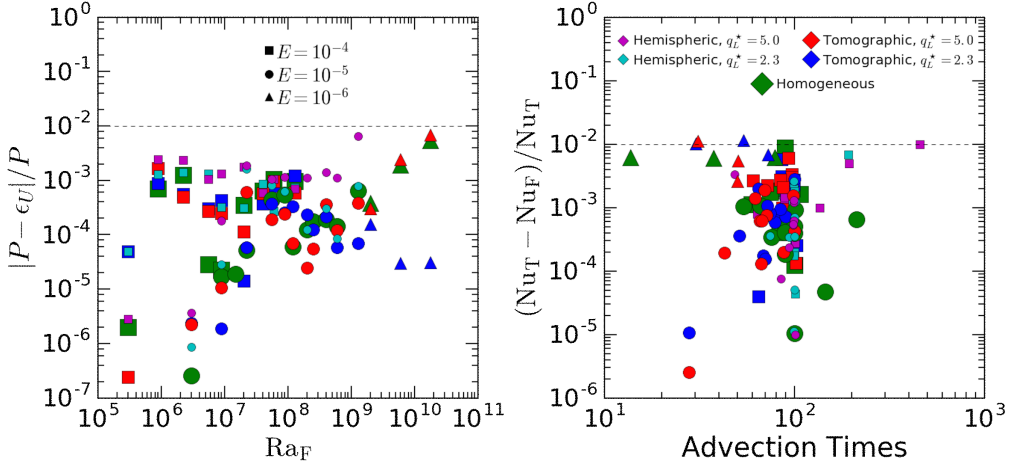 10^0
10^-1
10^-2
10^-3
10^-4
10^-5
10^-6
10^-7
|P − ϵ_U|/P
E = 10^-4
E = 10^-5
E = 10^-6
10^5 10^6 10^7 10^8 10^9 10^10 10^11
Ra_F
10^0
10^-1
10^-2
10^-3
10^-4
10^-5
10^-6
(Nu_T − Nu_F)/Nu_T
Hemispheric, q_L^⋆ = 5.0 Tomographic, q_L^⋆ = 5.0
Hemispheric, q_L^⋆ = 2.3 Tomographic, q_L^⋆ = 2.3
Homogeneous
10^1 10^2 10^3
Advection Times